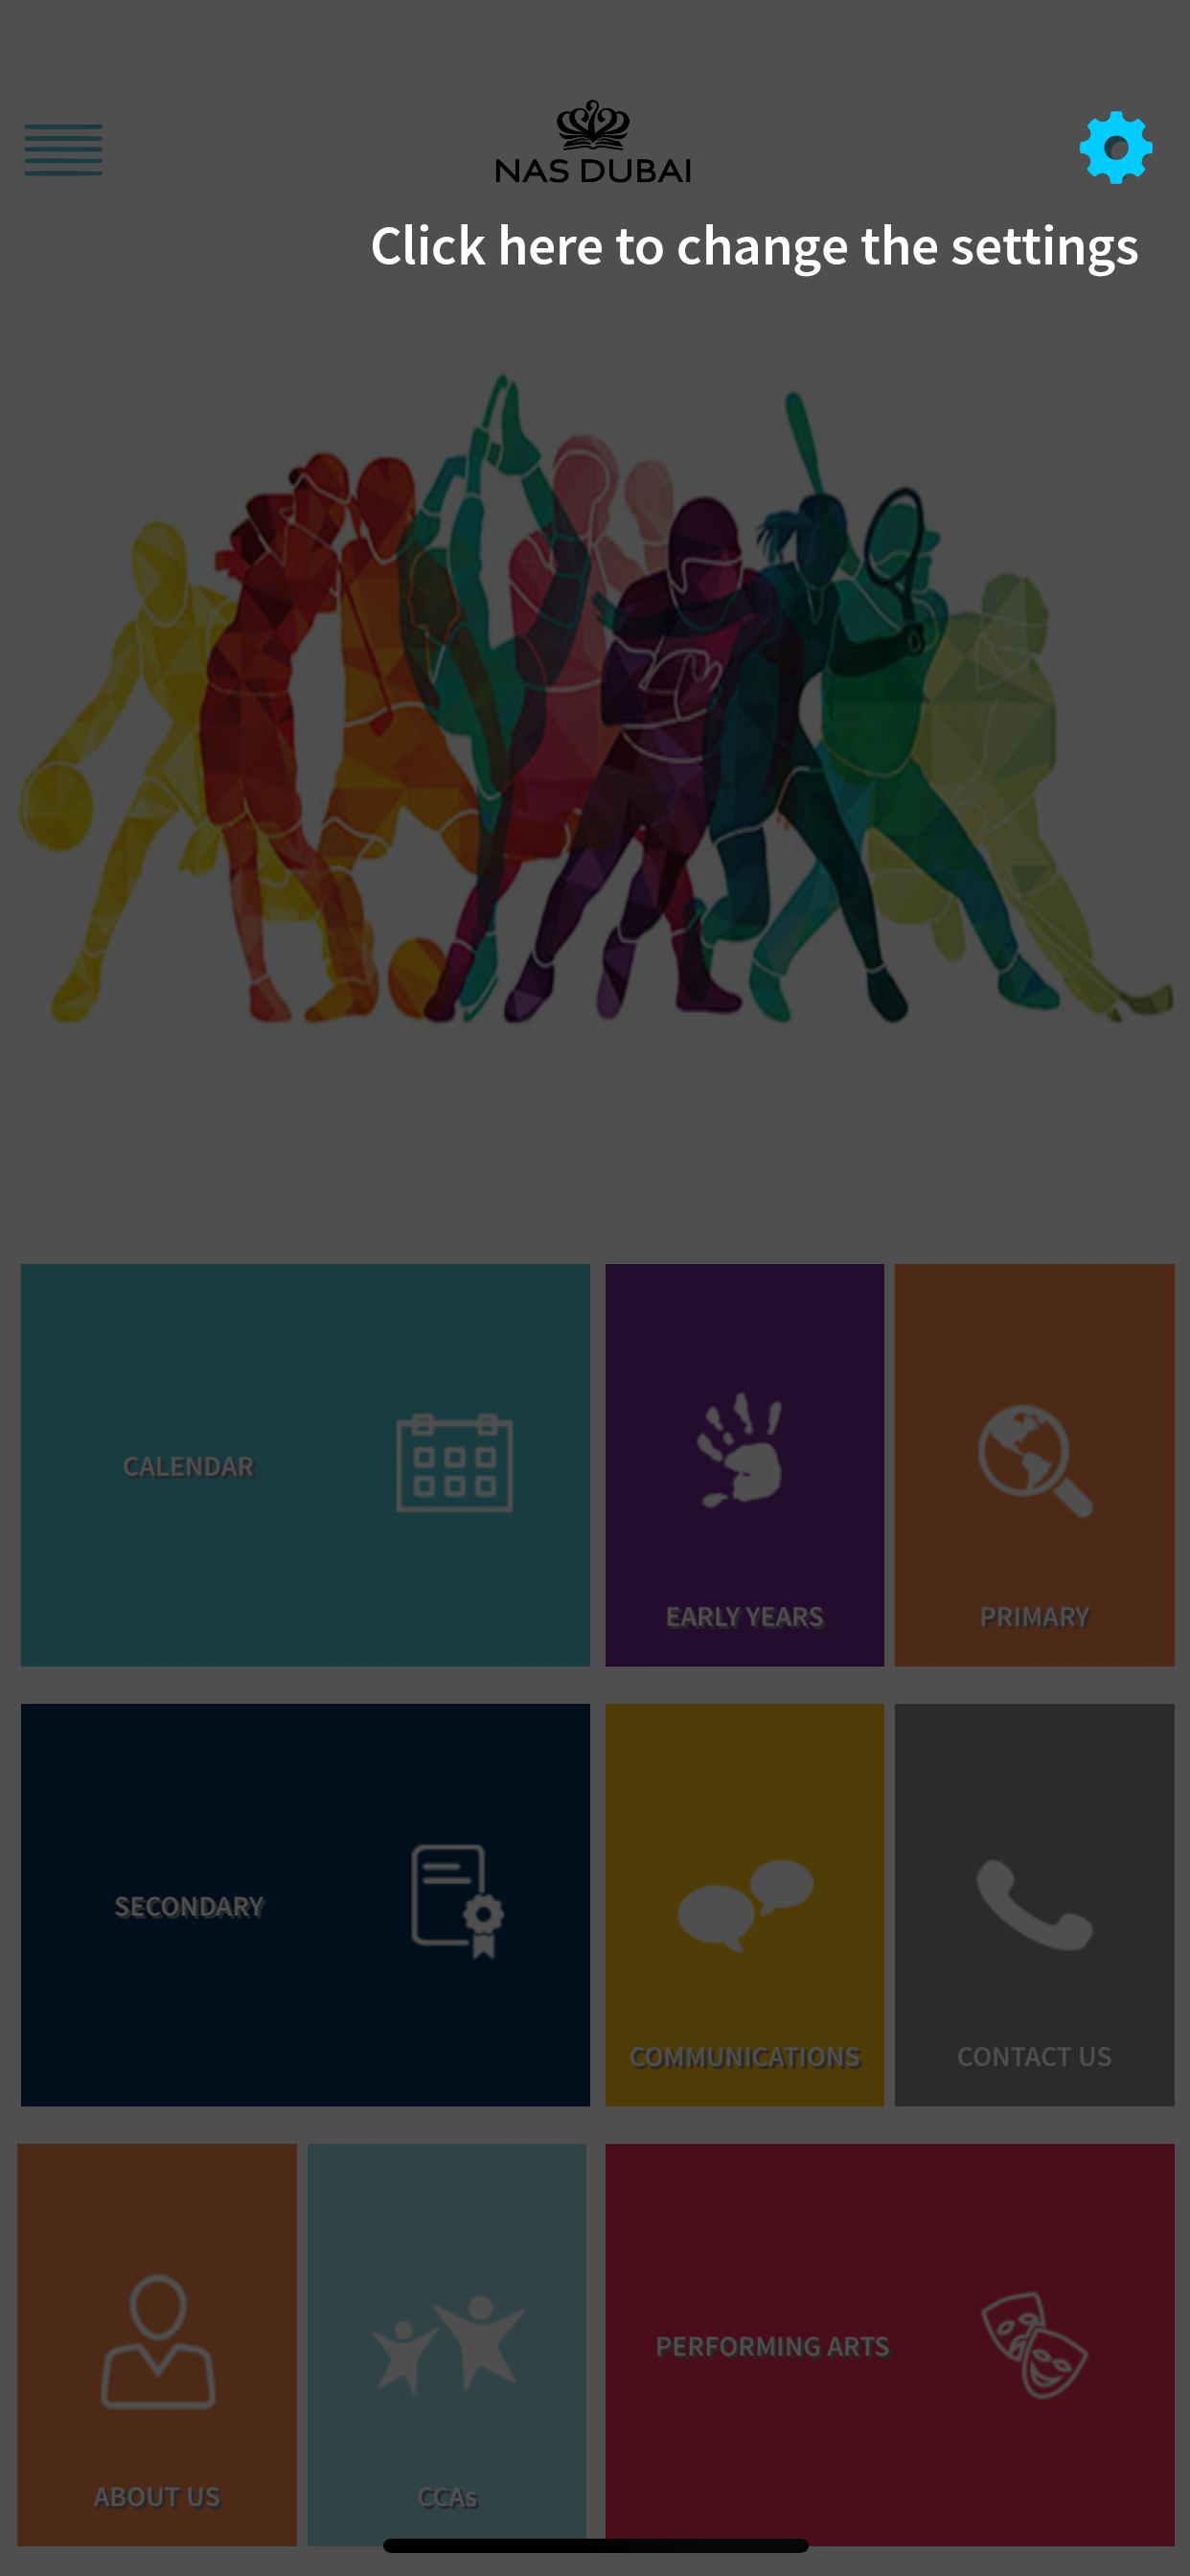 NAS DUBAI
Click here to change the settings
CALENDAR
EARLY YEARS
PRIMARY
SECONDARY
COMMUNICATIONS
CONTACT US
PERFORMING ARTS
ABOUT US
CCAs